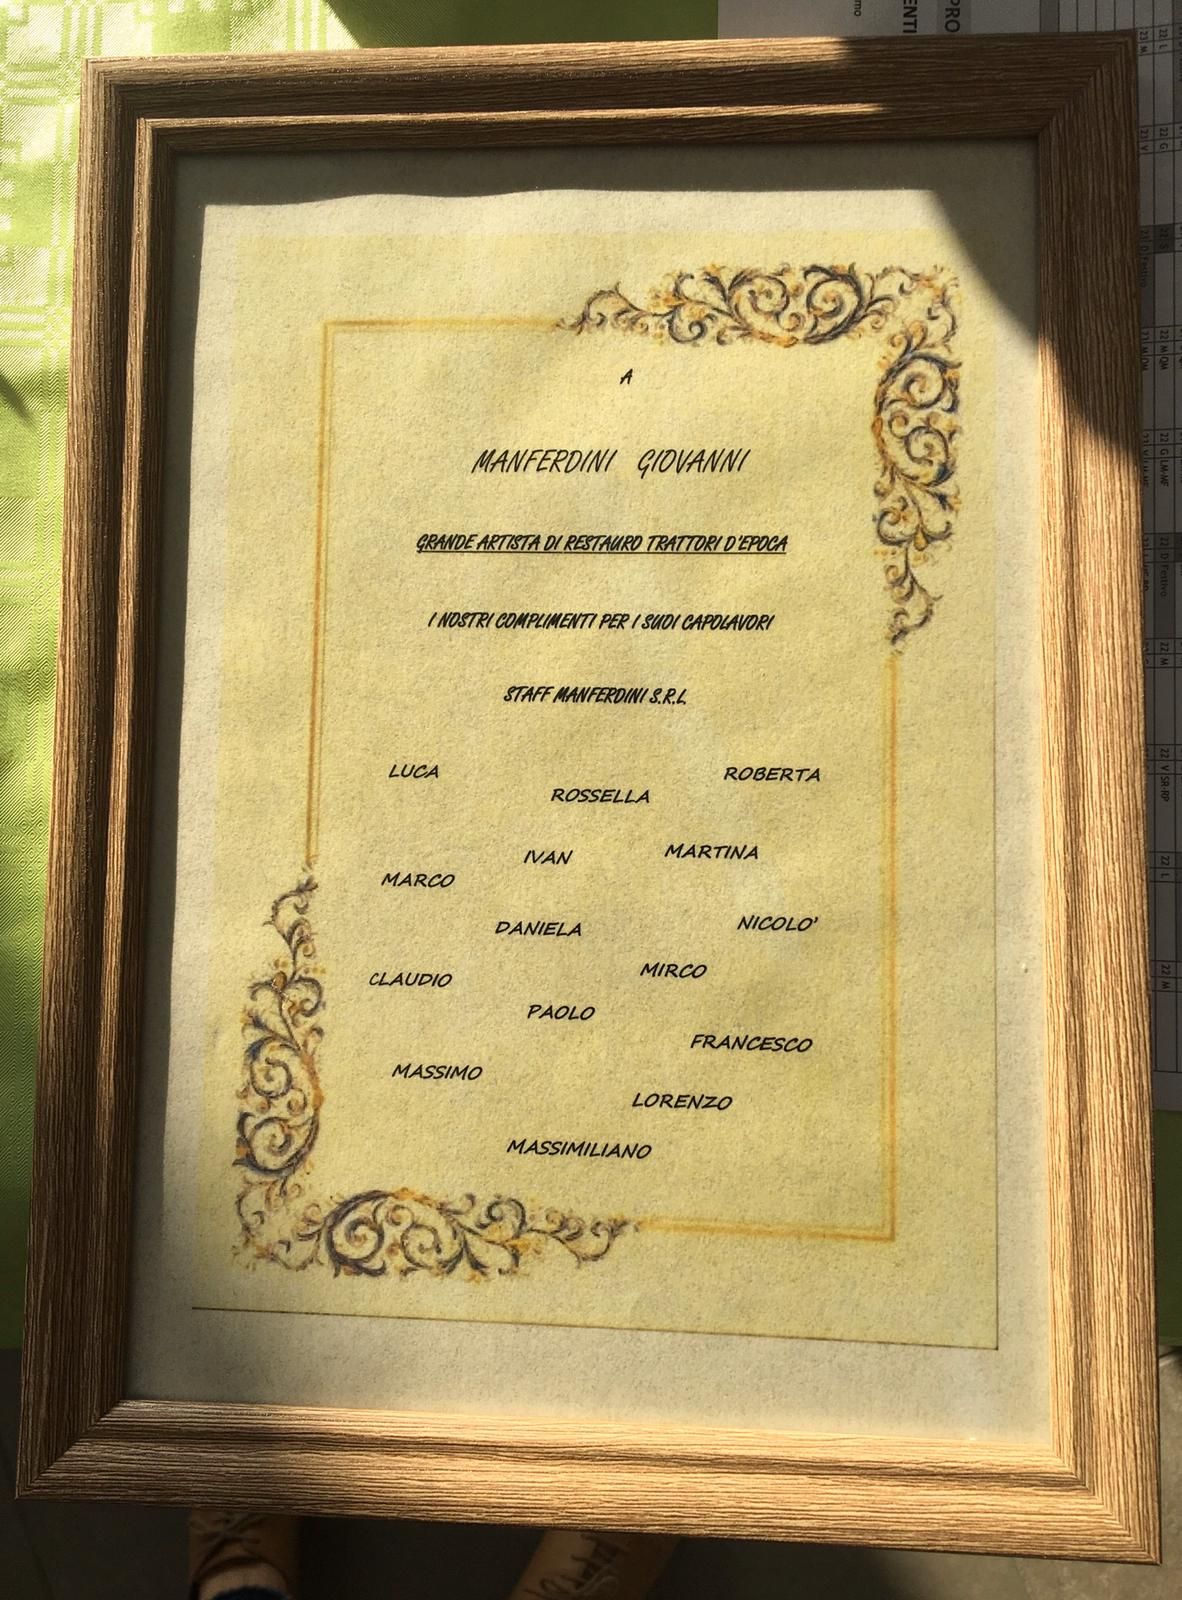 A
MANFERDINI GIOVANNI
GRANDE ARTISTA DI RESTAURO TRATTORI D'EPOCA
I NOSTRI COMPLIMENTI PER I SUOI CAPOLAVORI
STAFF MANFERDINI S.R.L
LUCA
ROBERTA
ROSSELLA
IVAN
MARTINA
MARCO
DANIELA
NICOLO'
CLAUDIO
MIRCO
PAOLO
FRANCESCO
MASSIMO
LORENZO
MASSIMILIANO